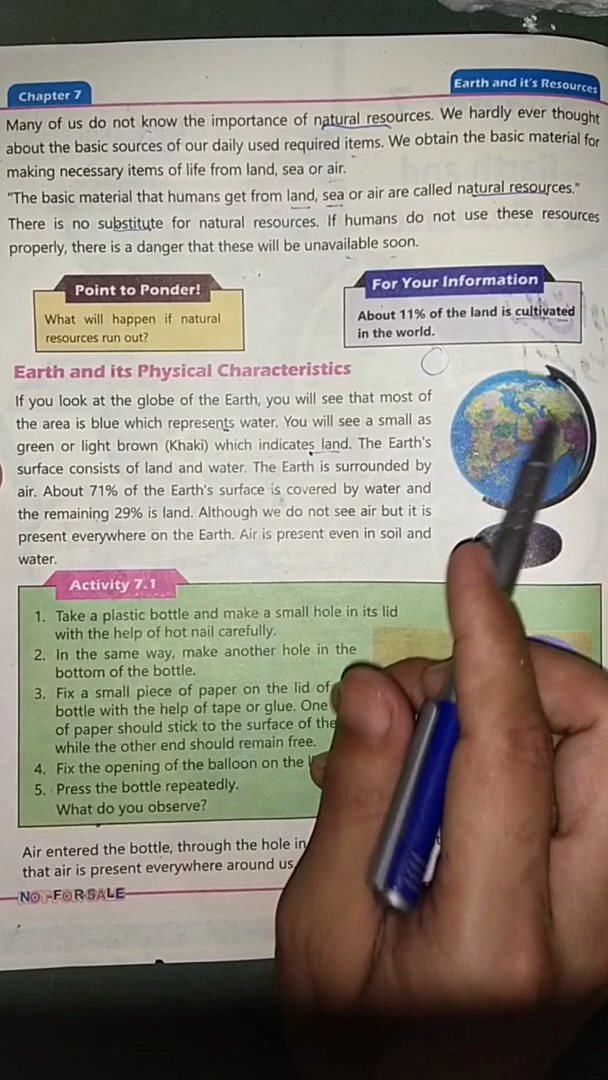 Chapter 7
Earth and it's Resources
Many of us do not know the importance of natural resources. We hardly ever thought
about the basic sources of our daily used required items. We obtain the basic material for
making necessary items of life from land, sea or air.
"The basic material that humans get from land, sea or air are called natural resources."
There is no substitute for natural resources. If humans do not use these resources
properly, there is a danger that these will be unavailable soon.
Point to Ponder!
What will happen if natural
resources run out?
For Your Information
About 11% of the land is cultivated
in the world.
Earth and its Physical Characteristics
If you look at the globe of the Earth, you will see that most of
the area is blue which represents water. You will see a small as
green or light brown (Khaki) which indicates land. The Earth's
surface consists of land and water. The Earth is surrounded by
air. About 71% of the Earth's surface is covered by water and
the remaining 29% is land. Although we do not see air but it is
present everywhere on the Earth. Air is present even in soil and
water.
Activity 7.1
1. Take a plastic bottle and make a small hole in its lid
with the help of hot nail carefully.
2. In the same way, make another hole in the
bottom of the bottle.
3. Fix a small piece of paper on the lid of
bottle with the help of tape or glue. One
of paper should stick to the surface of the
while the other end should remain free.
4. Fix the opening of the balloon on the
5. Press the bottle repeatedly.
What do you observe?
Air entered the bottle, through the hole in
that air is present everywhere around us
NOT FOR SALE